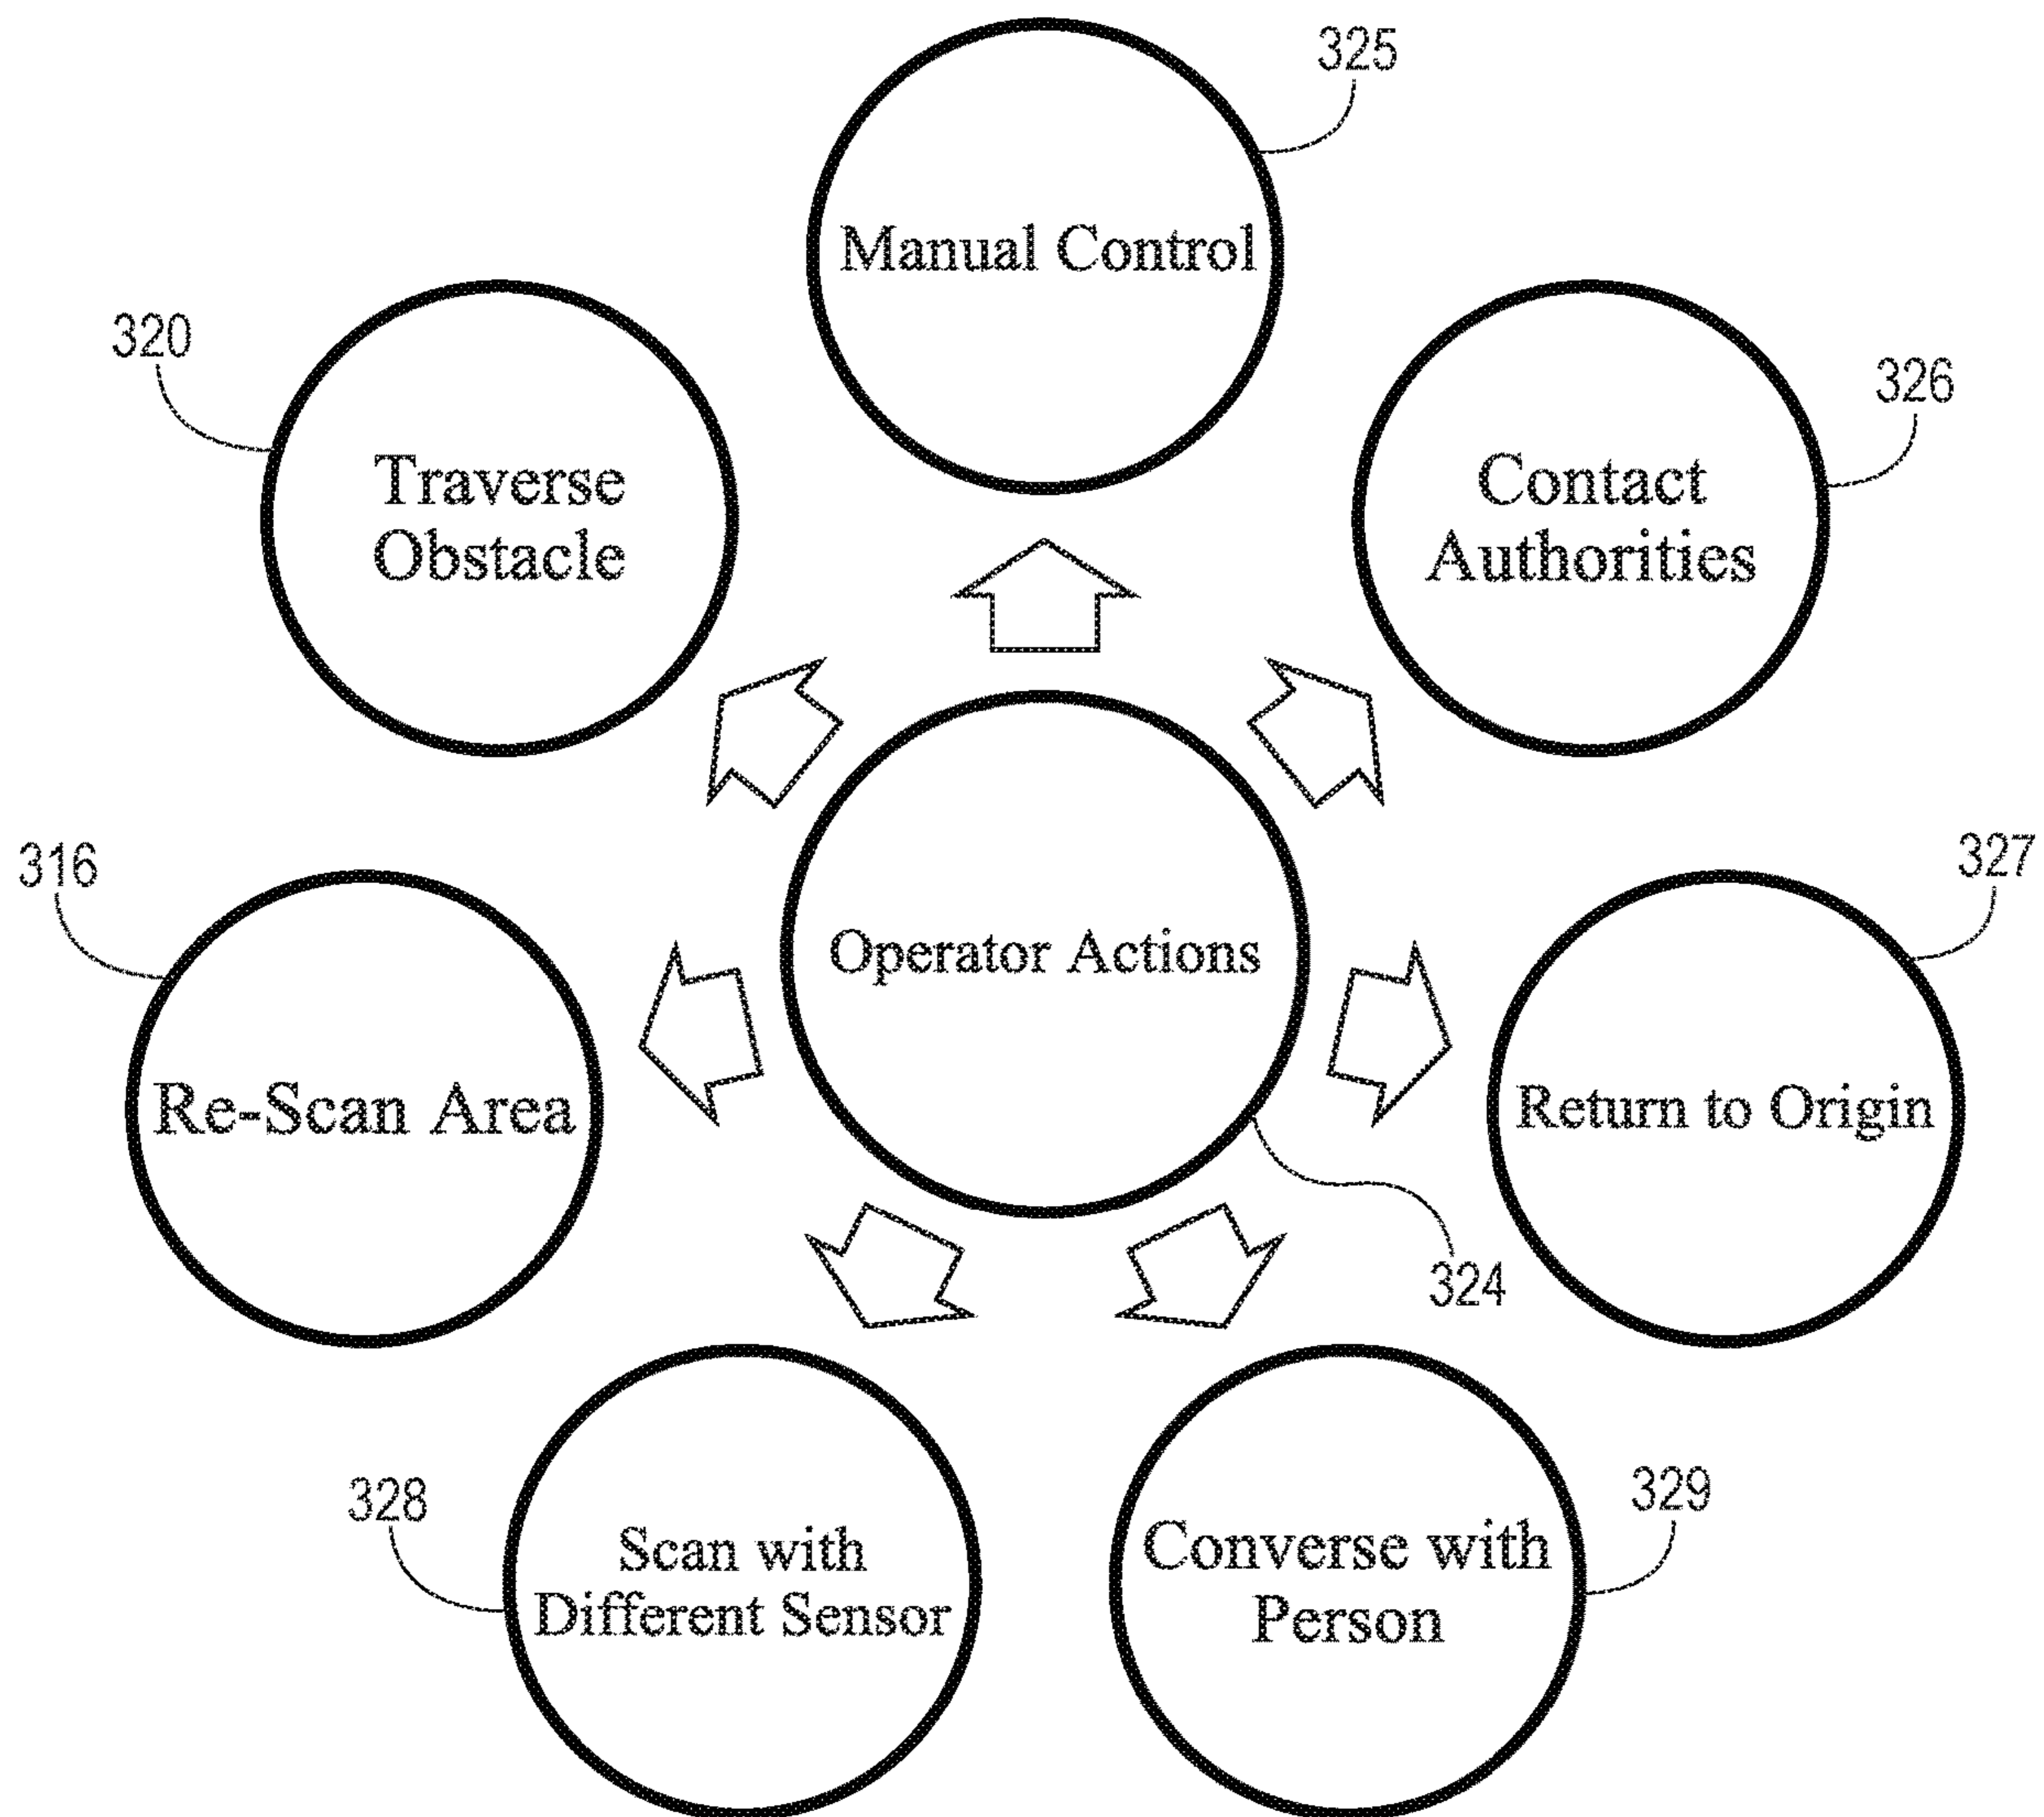 325
Manual Control
320
Traverse
Obstacle
326
Contact
Authorities
316
Re-Scan Area
Operator Actions
324
327
Return to Origin
328
Scan with
Different Sensor
329
Converse with
Person